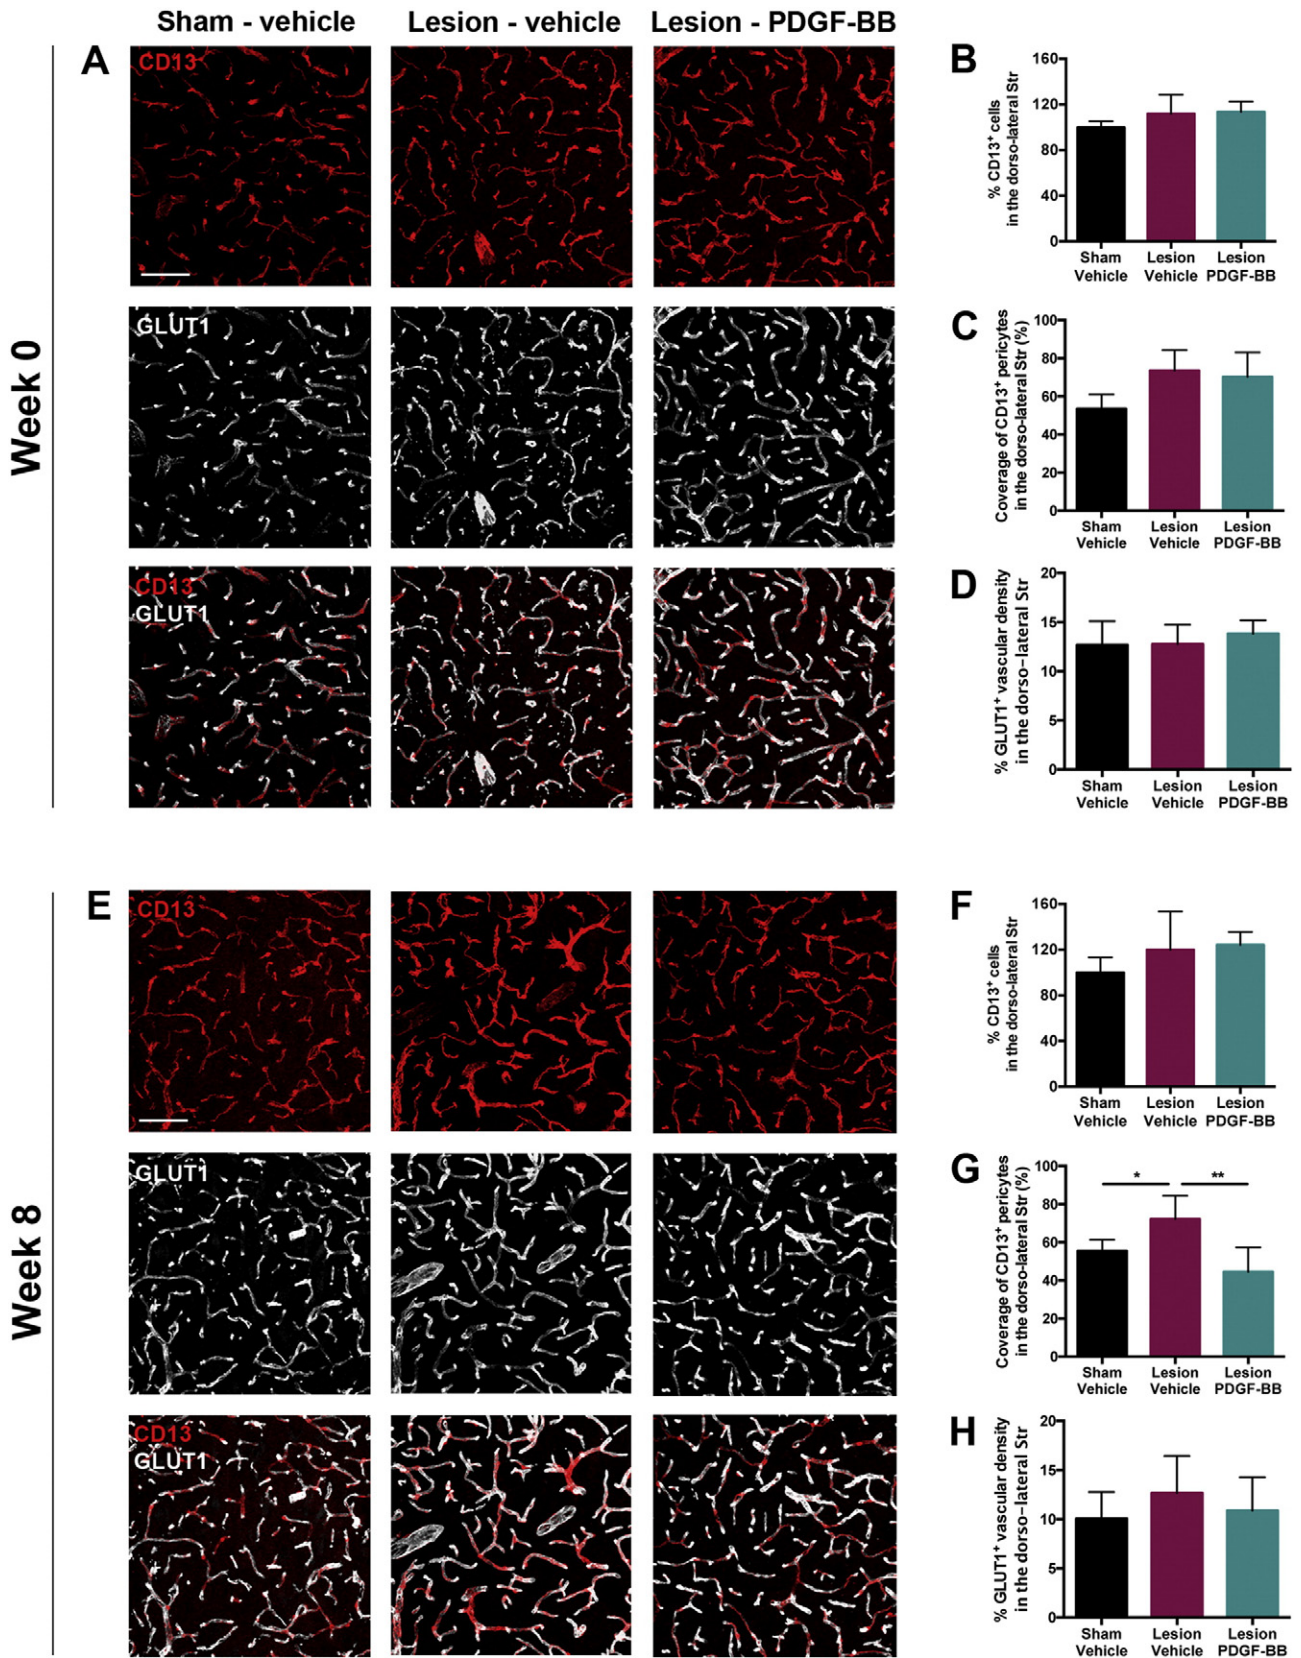 Sham - vehicle Lesion - vehicle Lesion - PDGF-BB
Week 0
A
CD13
GLUT1
CD13
GLUT1
B
% CD13⁺ cells
in the dorso-lateral Str
160
120
80
40
0
Sham
Vehicle
Lesion
Vehicle
Lesion
PDGF-BB
C
Coverage of CD13⁺ pericytes
in the dorso-lateral Str (%)
100
80
60
40
20
0
Sham
Vehicle
Lesion
Vehicle
Lesion
PDGF-BB
D
% GLUT1⁺ vascular density
in the dorso-lateral Str
20
15
10
5
0
Sham
Vehicle
Lesion
Vehicle
Lesion
PDGF-BB
Week 8
E
CD13
GLUT1
CD13
GLUT1
F
% CD13⁺ cells
in the dorso-lateral Str
160
120
80
40
0
Sham
Vehicle
Lesion
Vehicle
Lesion
PDGF-BB
G
Coverage of CD13⁺ pericytes
in the dorso-lateral Str (%)
100
80
60
40
20
0
* **
Sham
Vehicle
Lesion
Vehicle
Lesion
PDGF-BB
H
% GLUT1⁺ vascular density
in the dorso-lateral Str
20
15
10
5
0
Sham
Vehicle
Lesion
Vehicle
Lesion
PDGF-BB